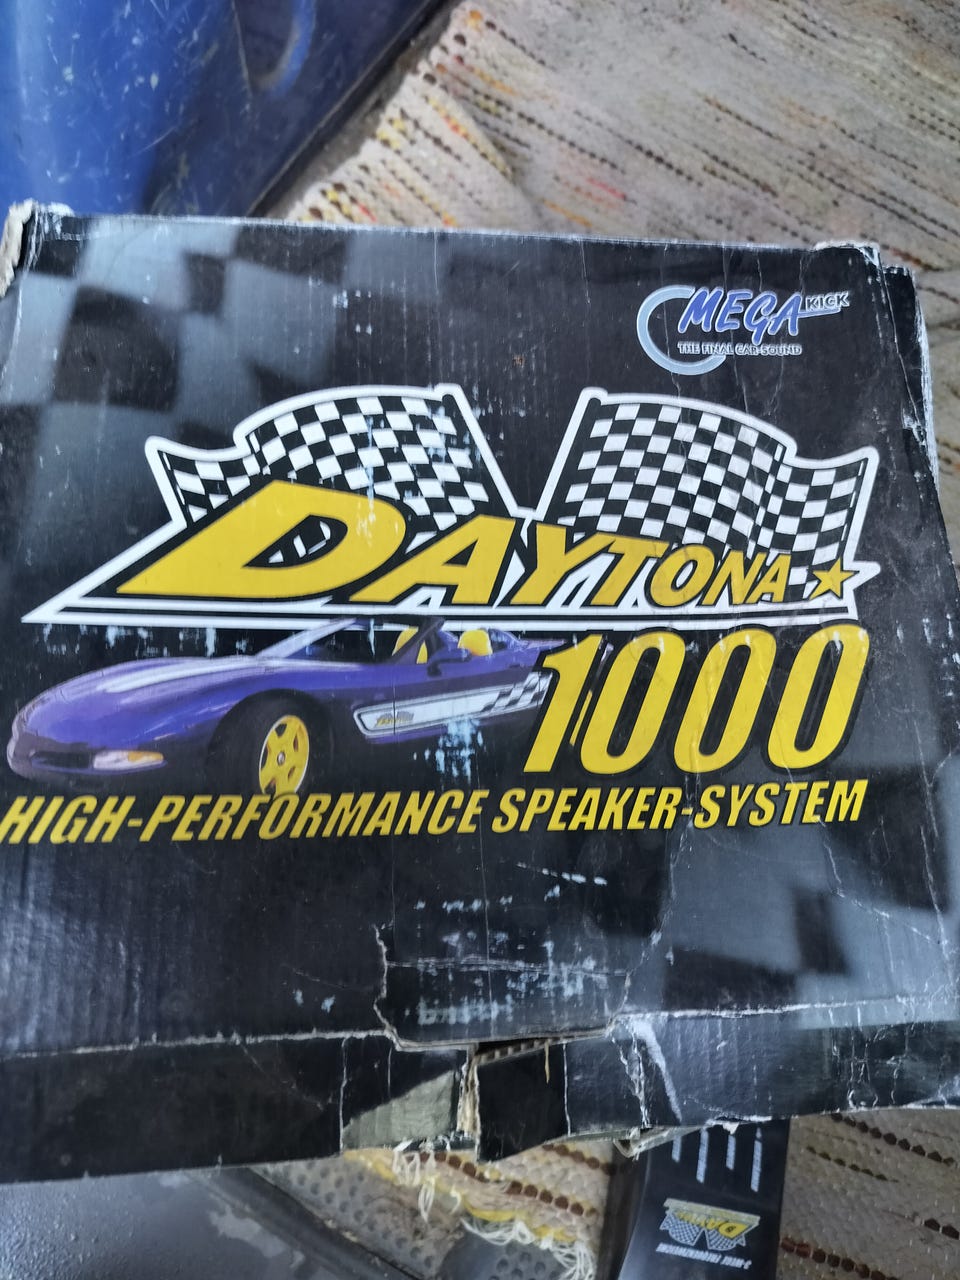 MEGA KICK
THE FINAL CAR-SOUND
DAYTONA
1000
HIGH-PERFORMANCE SPEAKER-SYSTEM